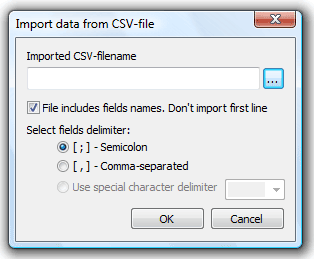 Import data from CSV-file
Imported CSV-filename
...
File includes fields names. Don't import first line
Select fields delimiter:
[;] - Semicolon
[,] - Comma-separated
Use special character delimiter
OK Cancel